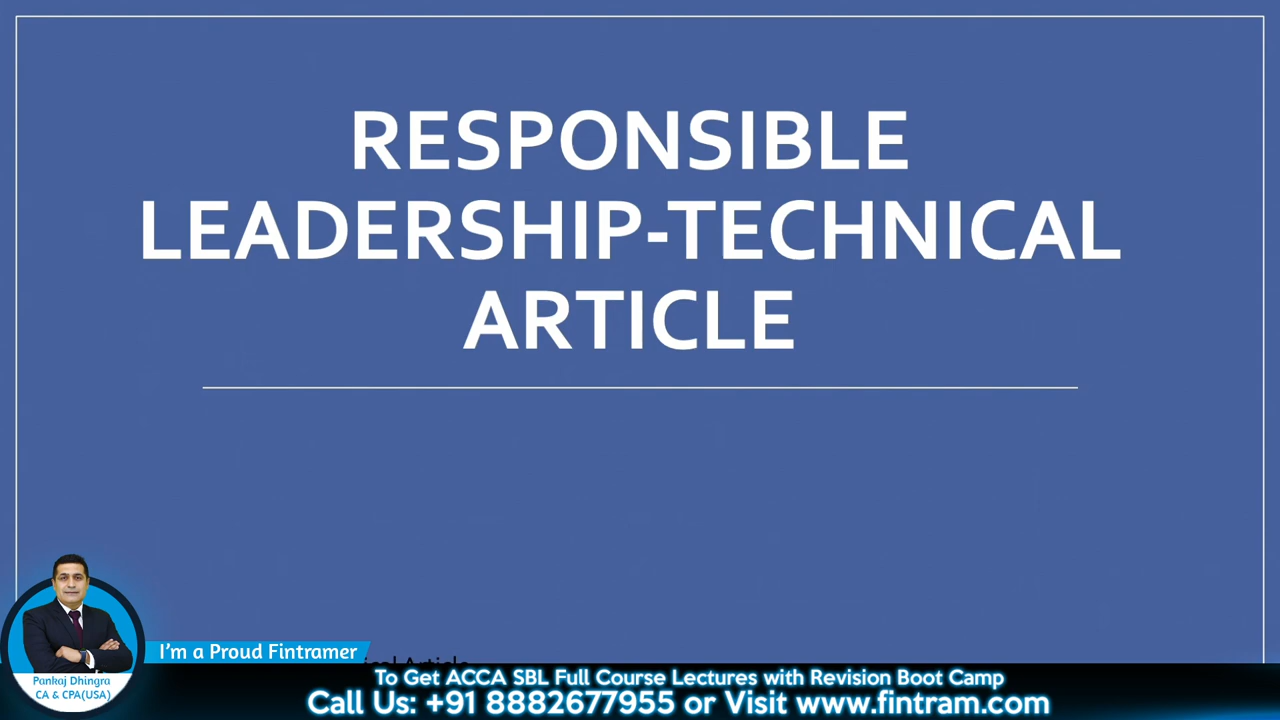 RESPONSIBLE
LEADERSHIP-TECHNICAL
ARTICLE
I'm a Proud Fintramer
Article
Pankaj Dhingra
CA & CPA(USA)
To Get ACCA SBL Full Course Lectures with Revision Boot Camp
Call Us: +91 8882677955 or Visit www.fintram.com